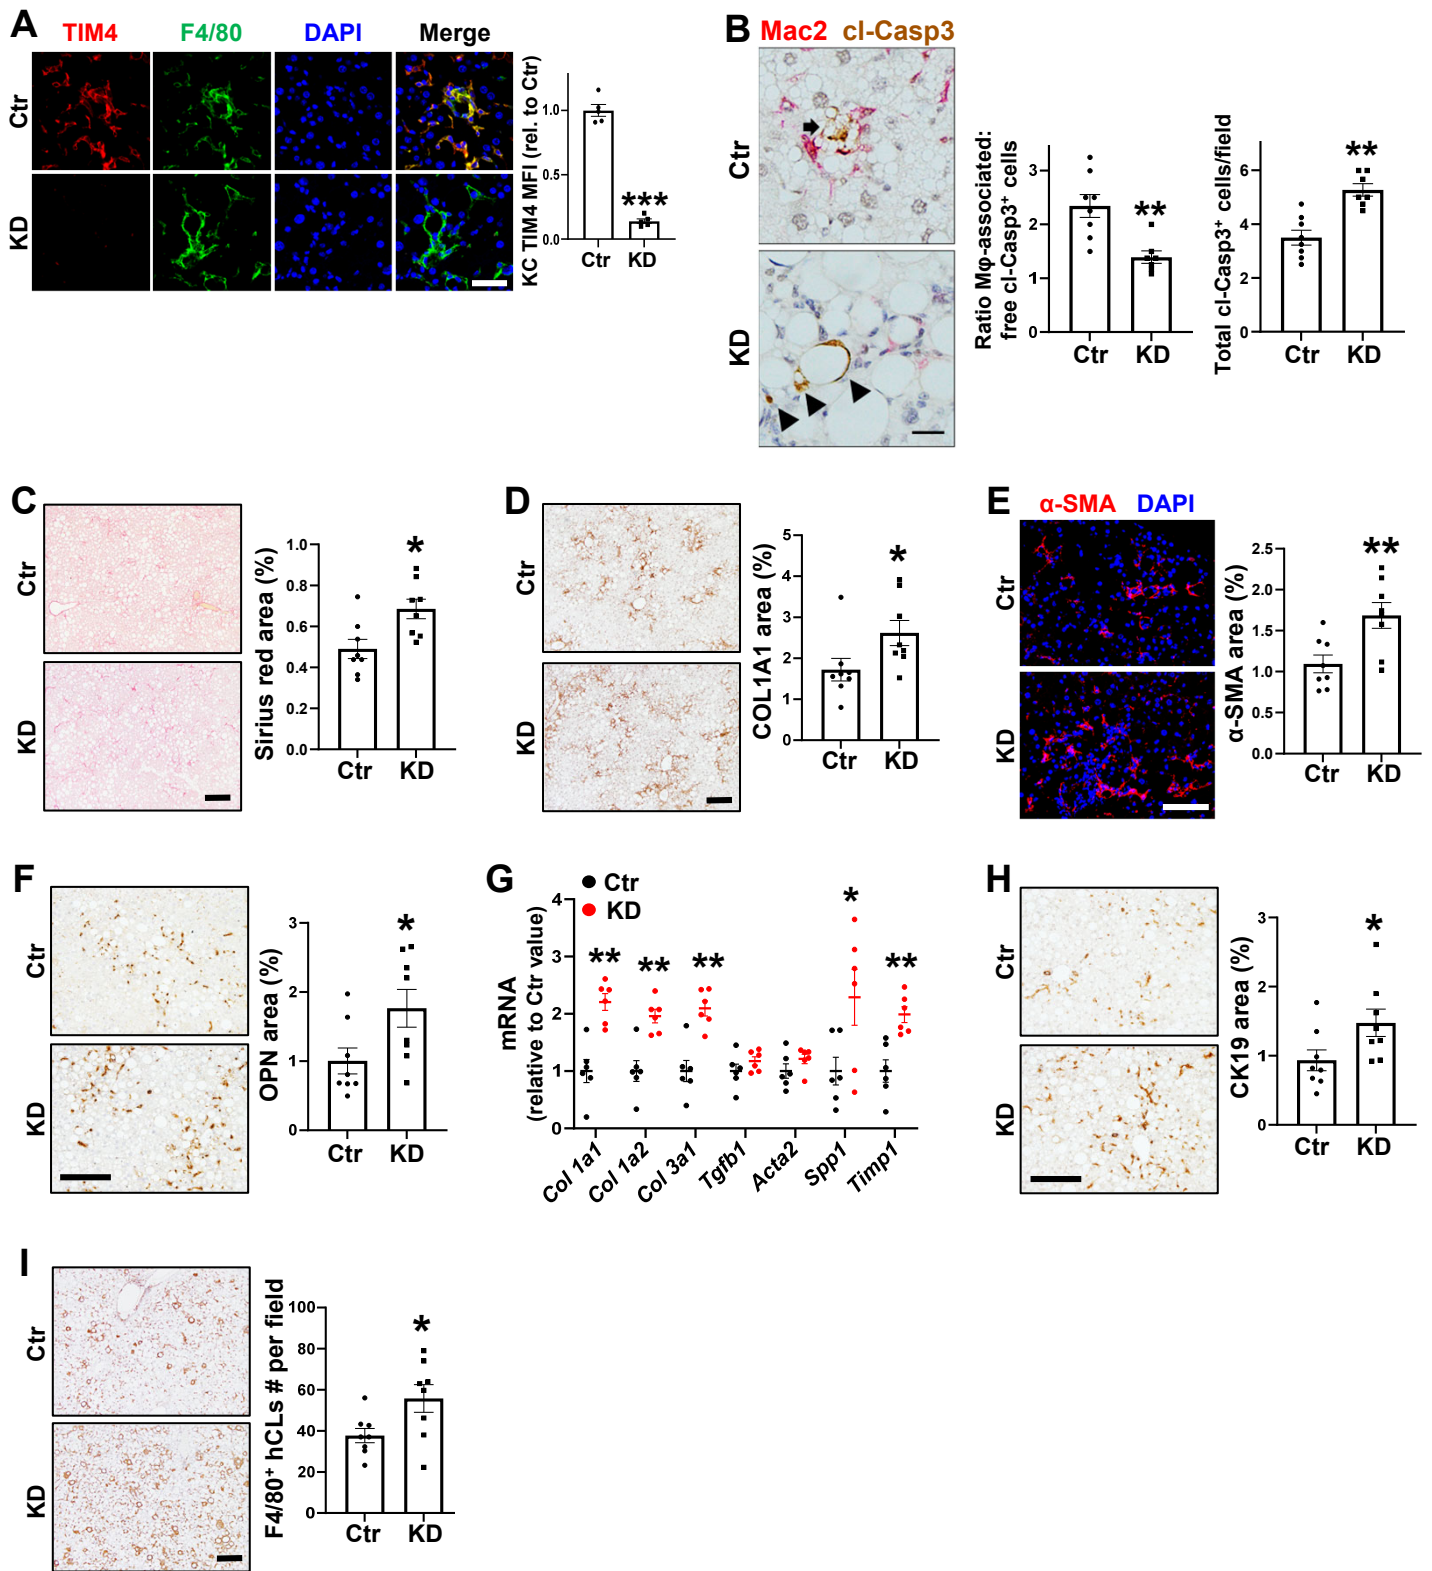 A
TIM4 F4/80 DAPI Merge
Ctr
KD
KC TIM4 MFI (rel. to Ctr)
1.0
0.5
0.0
***
Ctr KD
B
Mac2 cl-Casp3
Ctr
KD
Ratio Mφ-associated:
free cl-Casp3⁺ cells
3
2
1
0
**
Ctr KD
Total cl-Casp3⁺ cells/field
6
4
2
0
**
Ctr KD
C
Ctr
KD
Sirius red area (%)
1.0
0.8
0.6
0.4
0.2
0.0
*
Ctr KD
D
Ctr
KD
COL1A1 area (%)
5
4
3
2
1
0
*
Ctr KD
E
α-SMA DAPI
Ctr
KD
α-SMA area (%)
2.5
2.0
1.5
1.0
0.5
0.0
**
Ctr KD
F
Ctr
KD
OPN area (%)
3
2
1
0
*
Ctr KD
G
Ctr
KD
mRNA
(relative to Ctr value)
4
3
2
1
0
** ** ** * **
Col 1a1 Col 1a2 Col 3a1 Tgfb1 Acta2 Spp1 Timp1
H
Ctr
KD
CK19 area (%)
3
2
1
0
*
Ctr KD
I
Ctr
KD
F4/80⁺ hCLs # per field
100
80
60
40
20
0
*
Ctr KD